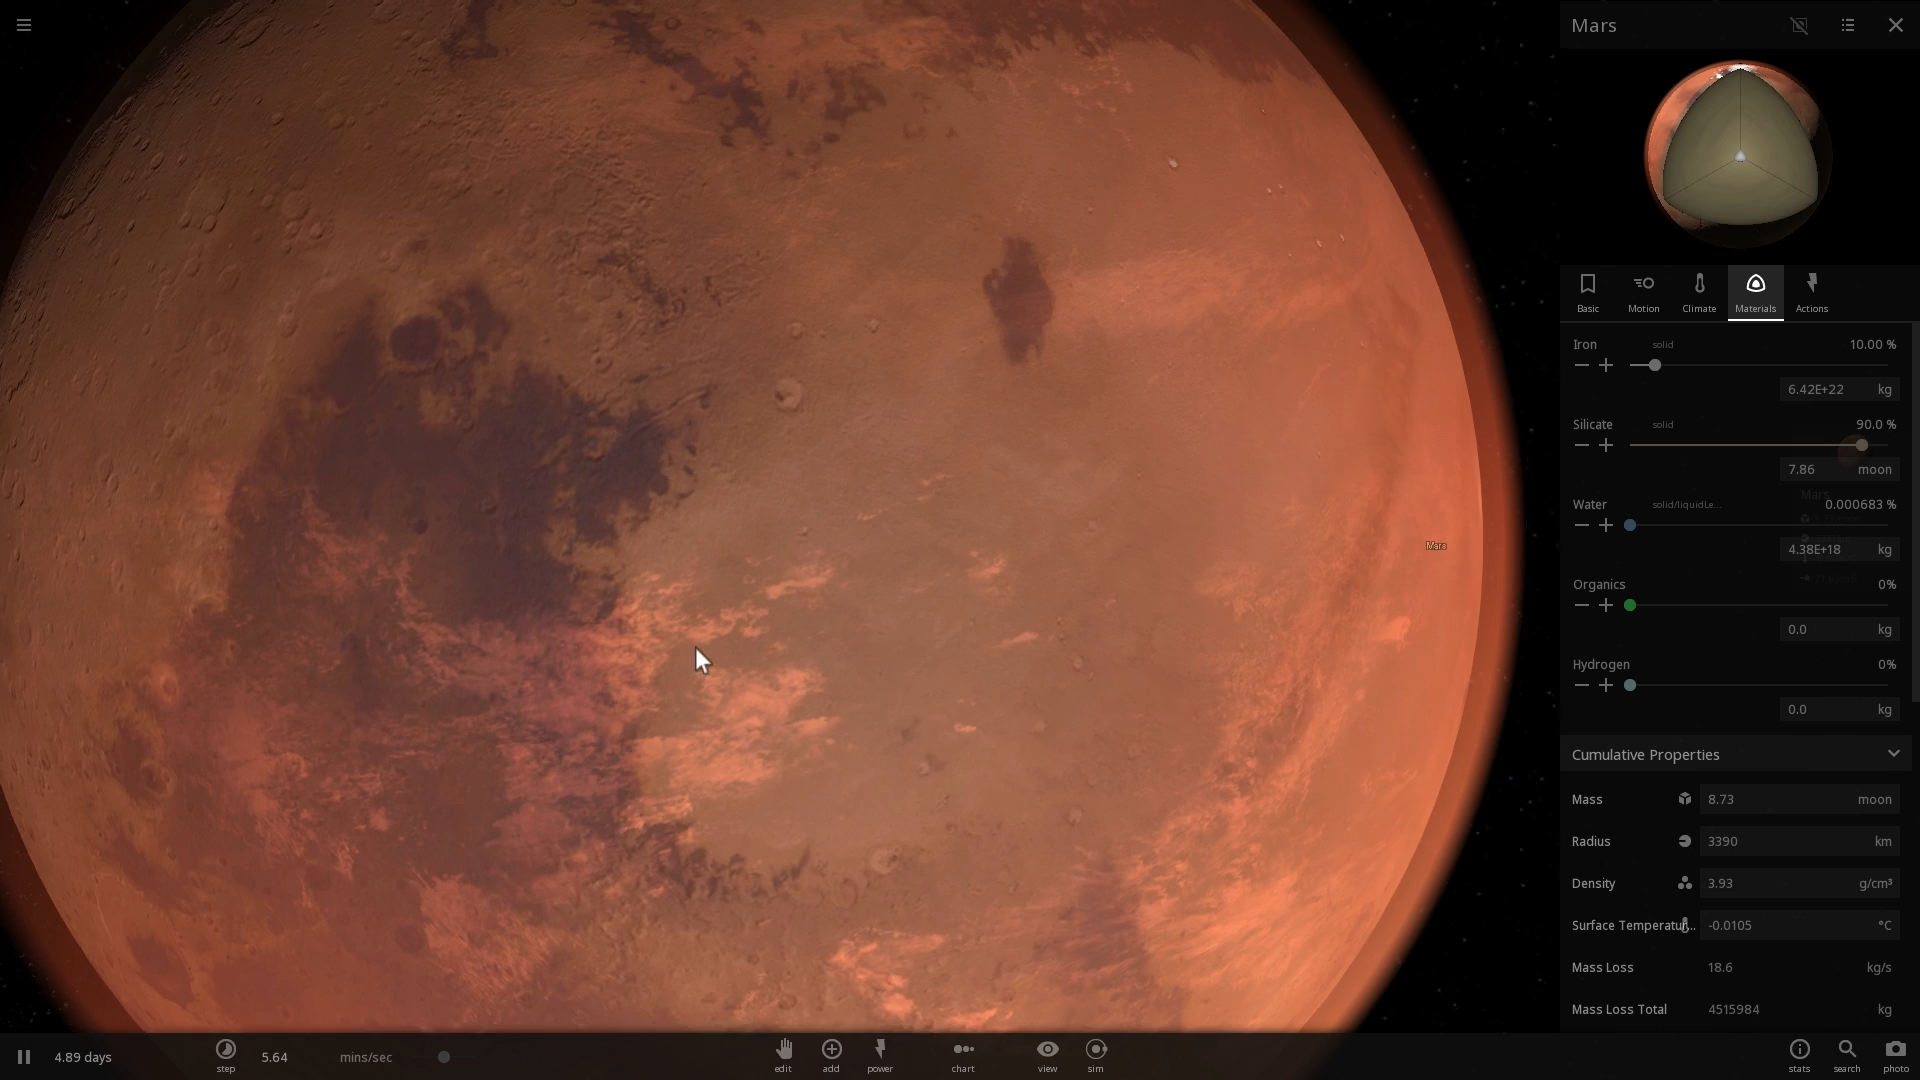 Mars
Basic
Motion
Climate
Materials
Actions
Iron solid 10.00 %
6.42E+22 kg
Silicate solid 90.0 %
7.86 moon
Mars
Water solid/liquidLe... 0.000683 %
4.38E+18 kg
Mars
Organics 0%
0.0 kg
Hydrogen 0%
0.0 kg
Cumulative Properties
Mass 8.73 moon
Radius 3390 km
Density 3.93 g/cm³
Surface Temperatur... -0.0105 °C
Mass Loss 18.6 kg/s
Mass Loss Total 4515984 kg
4.89 days
step
5.64 mins/sec
edit
add
power
chart
view
sim
stats
search
photo